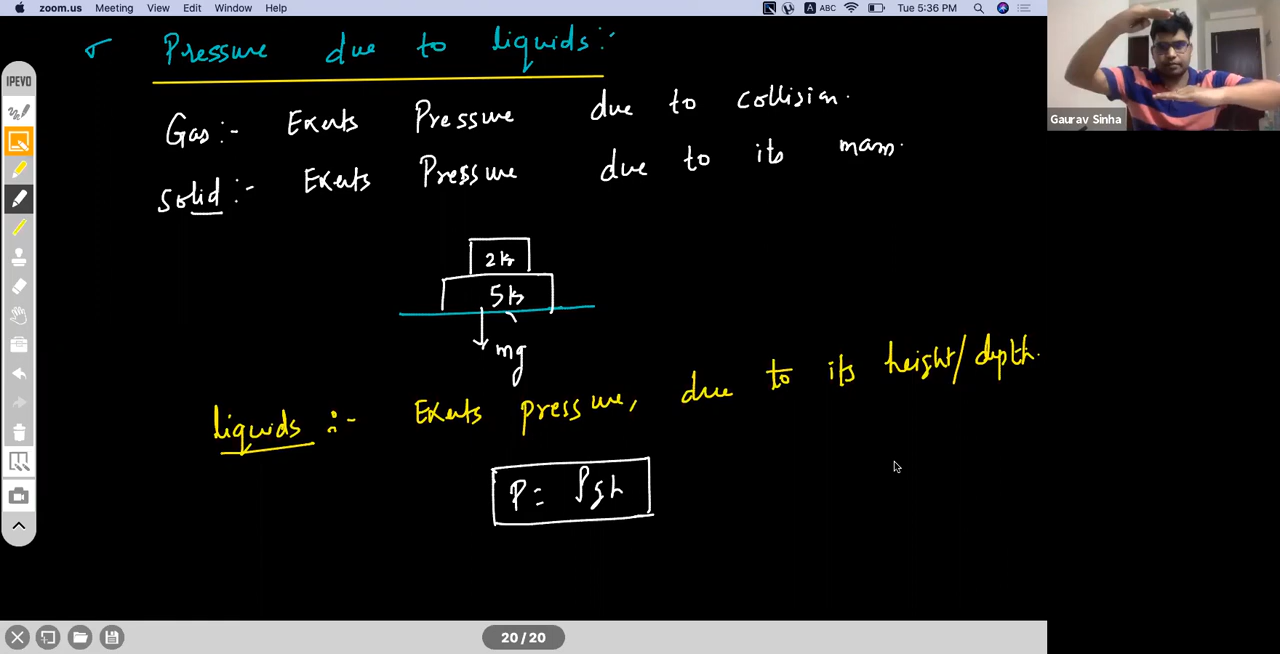 zoom.us Meeting View Edit Window Help
A ABC Tue 5:36 PM
Pressure due to liquids:-
IPEVO
Gas:- Exerts Pressure due to collision.
Solid:- Exerts Pressure due to its mass.
Gaurav Sinha
2kg
5kg
mg
liquids:- Exerts pressure, due to its height/depth.
P = ρgh
20/20